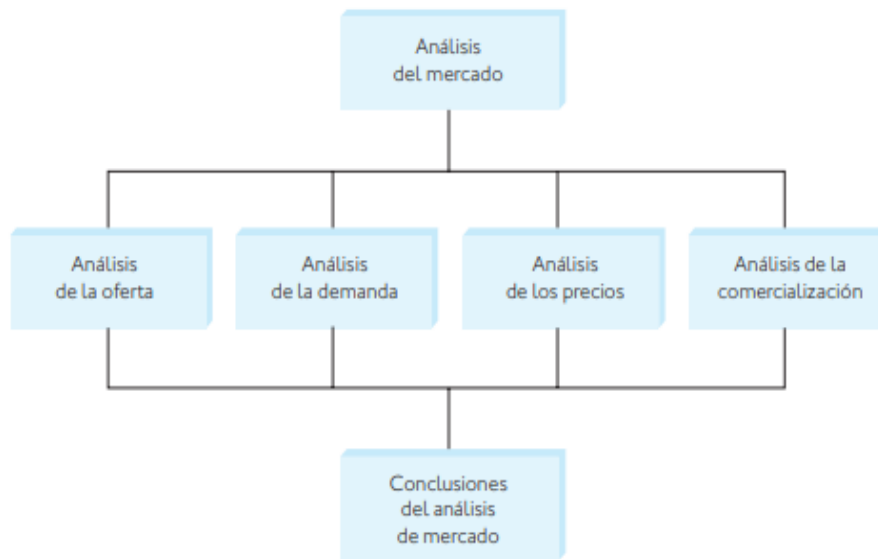 Análisis
del mercado
Análisis
de la oferta
Análisis
de la demanda
Análisis
de los precios
Análisis de la
comercialización
Conclusiones
del análisis
de mercado